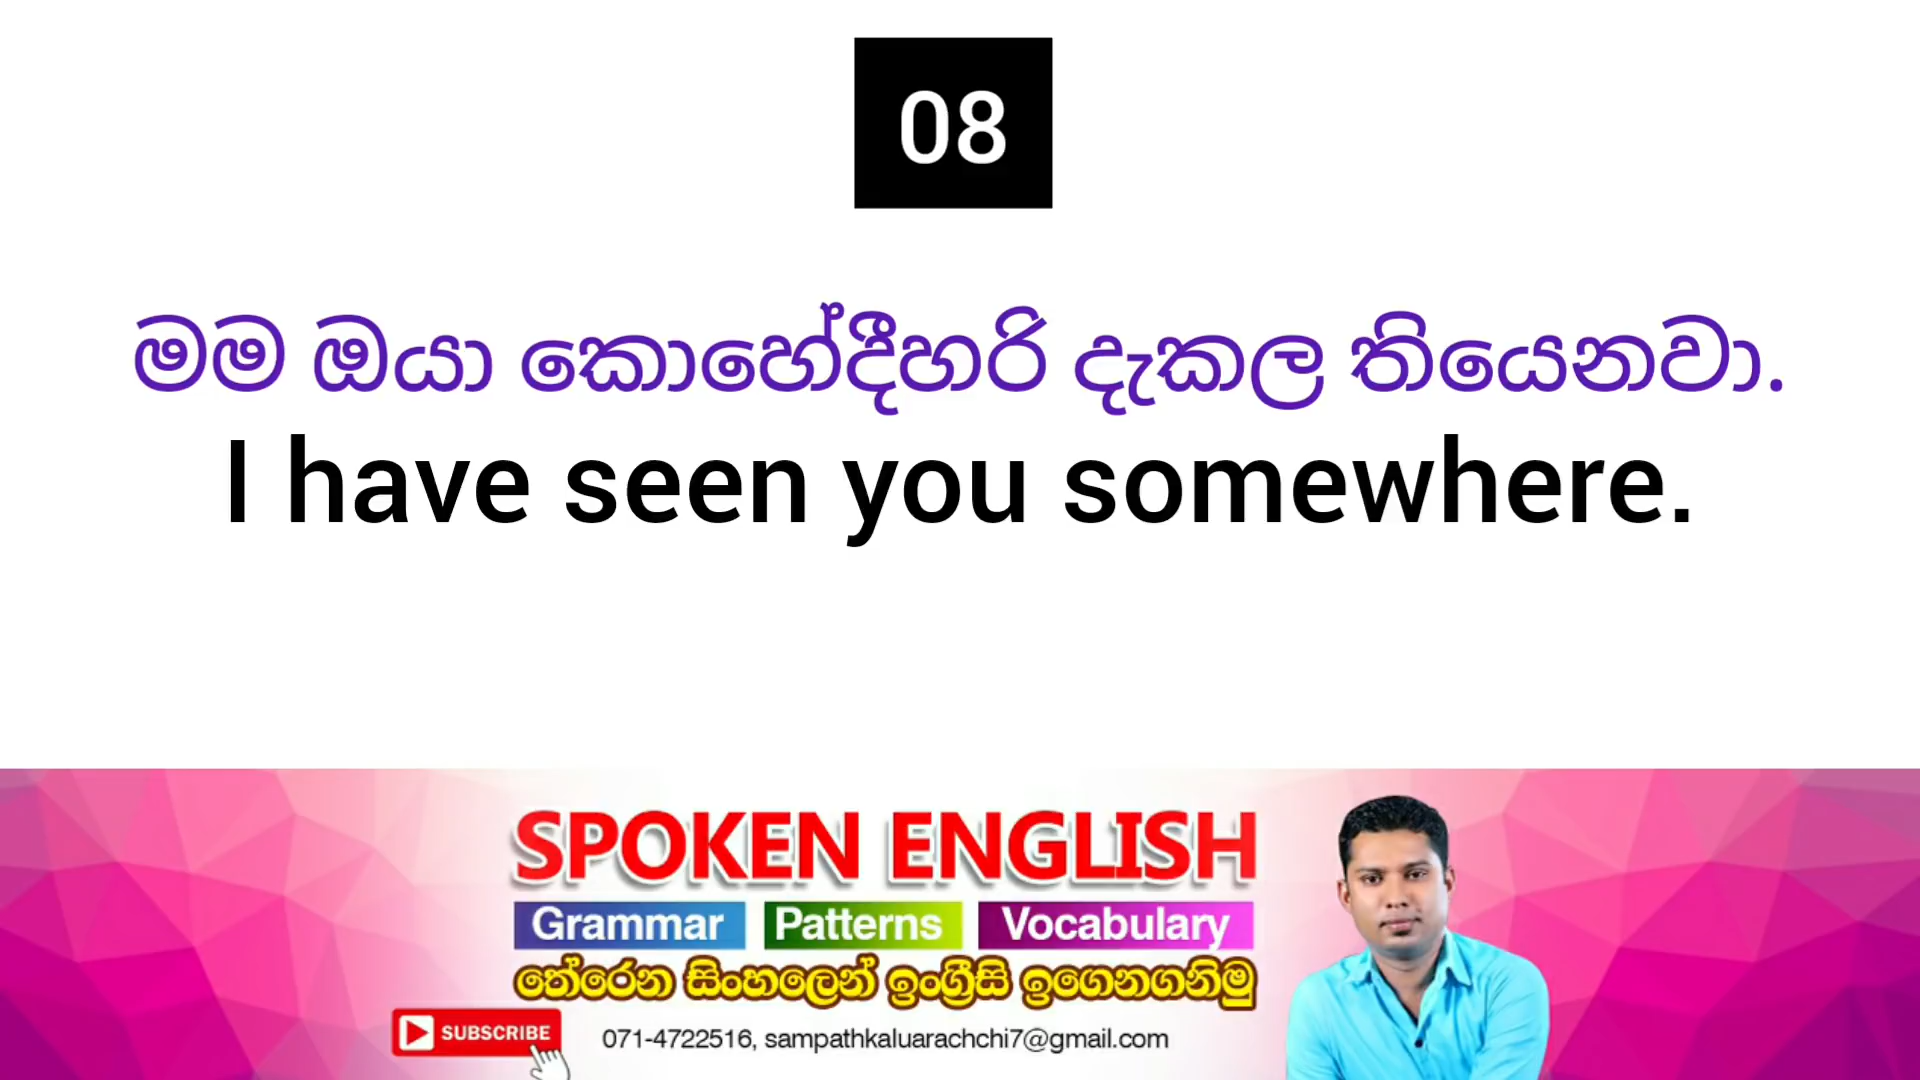 08
මම ඔයා කොහේදීහරි දැකල තියෙනවා.
I have seen you somewhere.
SPOKEN ENGLISH
Grammar Patterns Vocabulary
තේරෙන සිංහලෙන් ඉංග්‍රීසි ඉගෙනගනිමු
SUBSCRIBE
071-4722516, sampathkaluarachchi7@gmail.com